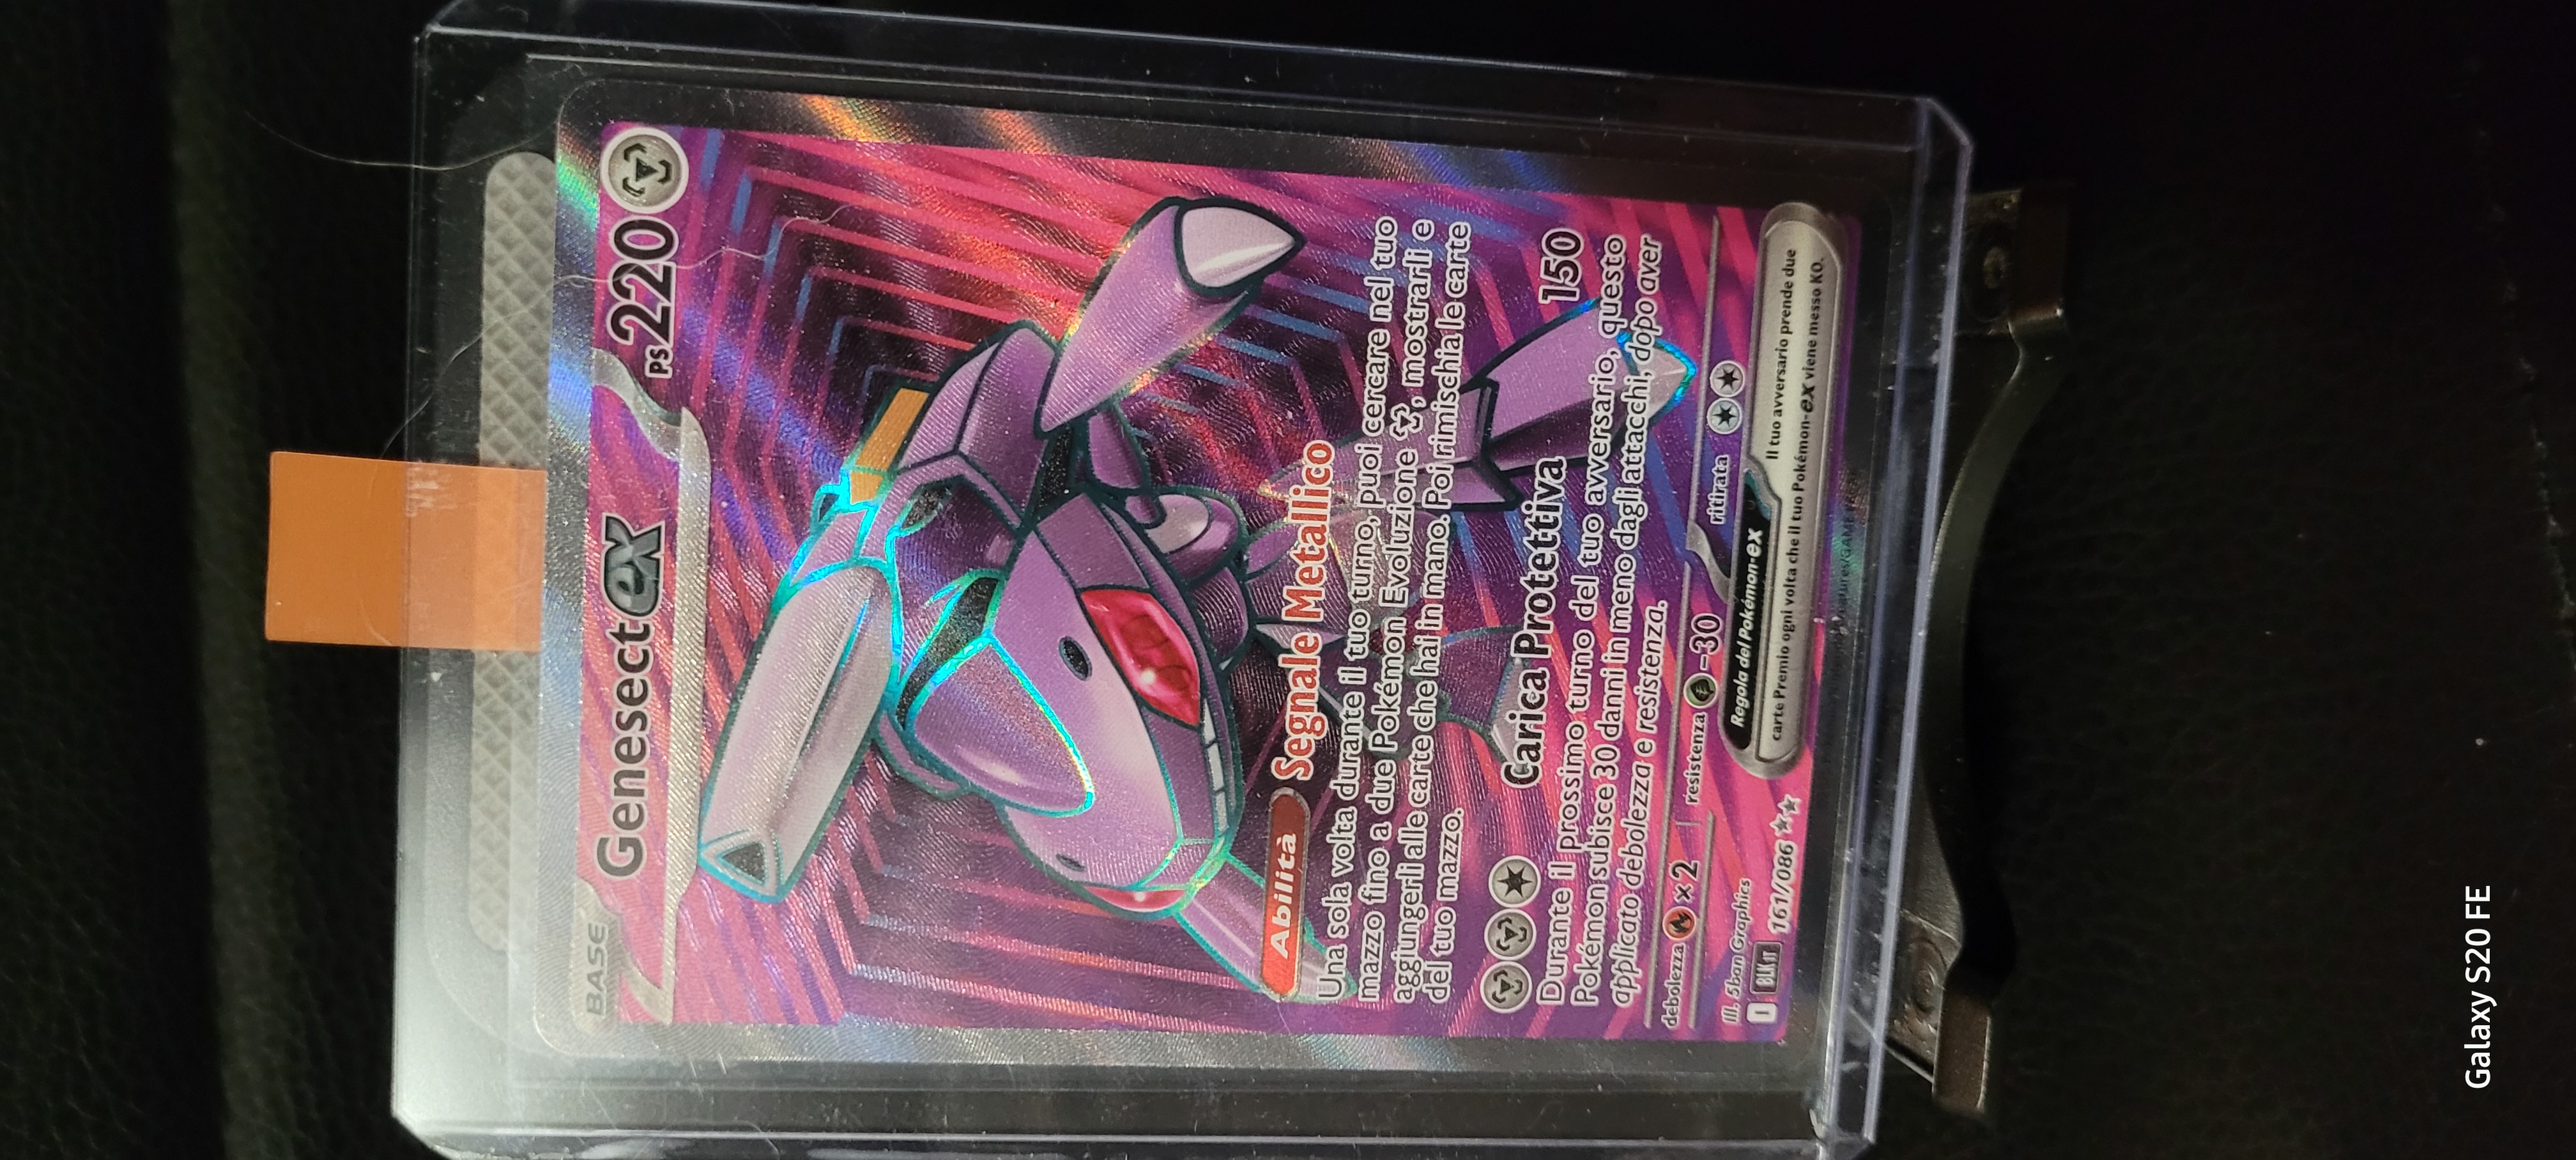 BASE
Genesect ex
PS 220
Abilità Segnale Metallico
Una sola volta durante il tuo turno, puoi cercare nel tuo
mazzo fino a due Pokémon Evoluzione , mostrarli e
aggiungerli alle carte che hai in mano. Poi rimischia le carte
del tuo mazzo.
Carica Protettiva 150
Durante il prossimo turno del tuo avversario, questo
Pokémon subisce 30 danni in meno dagli attacchi, dopo aver
applicato debolezza e resistenza.
debolezza ×2 resistenza -30 ritirata
Ill. 5ban Graphics
Regola dei Pokémon-ex
Il tuo avversario prende due
carte Premio ogni volta che il tuo Pokémon-ex viene messo KO.
I BLK IT 161/086
Galaxy S20 FE